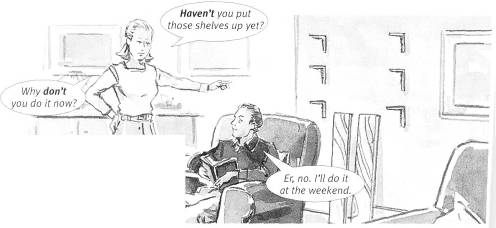 Haven't you put
those shelves up yet?
Why don't
you do it now?
Er, no. I'll do it
at the weekend.